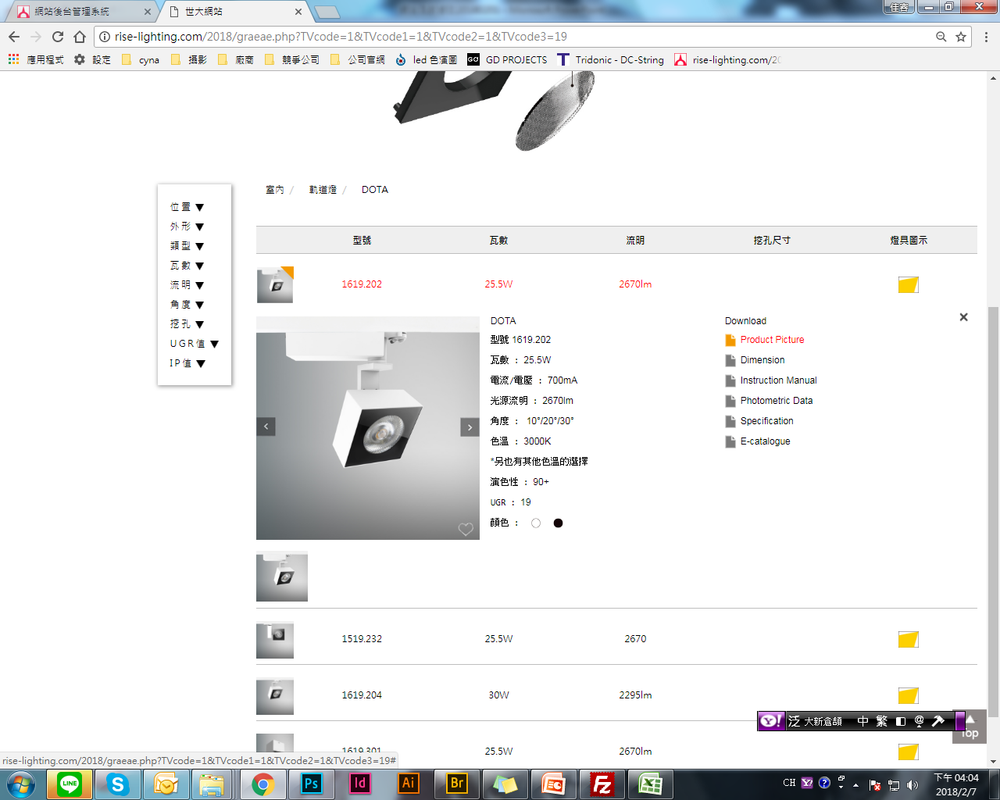 網站後台管理系統
世大網站
佳容
rise-lighting.com/2018/graeae.php?TVcode=1&TVcode1=1&TVcode2=1&TVcode3=19
應用程式 設定 cyna 攝影 廠商 競爭公司 公司官網 led 色溫圖 GD PROJECTS Tridonic - DC-String rise-lighting.com/20
室內 / 軌道燈 / DOTA
位置 ▼
外形 ▼
類型 ▼
瓦數 ▼
流明 ▼
角度 ▼
挖孔 ▼
UGR值 ▼
IP值 ▼
型號 瓦數 流明 挖孔尺寸 燈具圖示
1619.202 25.5W 2670lm
DOTA
型號 1619.202
瓦數 : 25.5W
電流/電壓 : 700mA
光源流明 : 2670lm
角度 : 10°/20°/30°
色溫 : 3000K
*另也有其他色溫的選擇
演色性 : 90+
UGR : 19
顏色 :
Download
Product Picture
Dimension
Instruction Manual
Photometric Data
Specification
E-catalogue
1519.232 25.5W 2670
1619.204 30W 2295lm
1619.301 25.5W 2670lm
Y! 泛 大新倉頡 中 繁 @
Top
rise-lighting.com/2018/graeae.php?TVcode=1&TVcode1=1&TVcode2=1&TVcode3=19#
LINE S Ps Id Ai Br Fz
CH
下午 04:04
2018/2/7